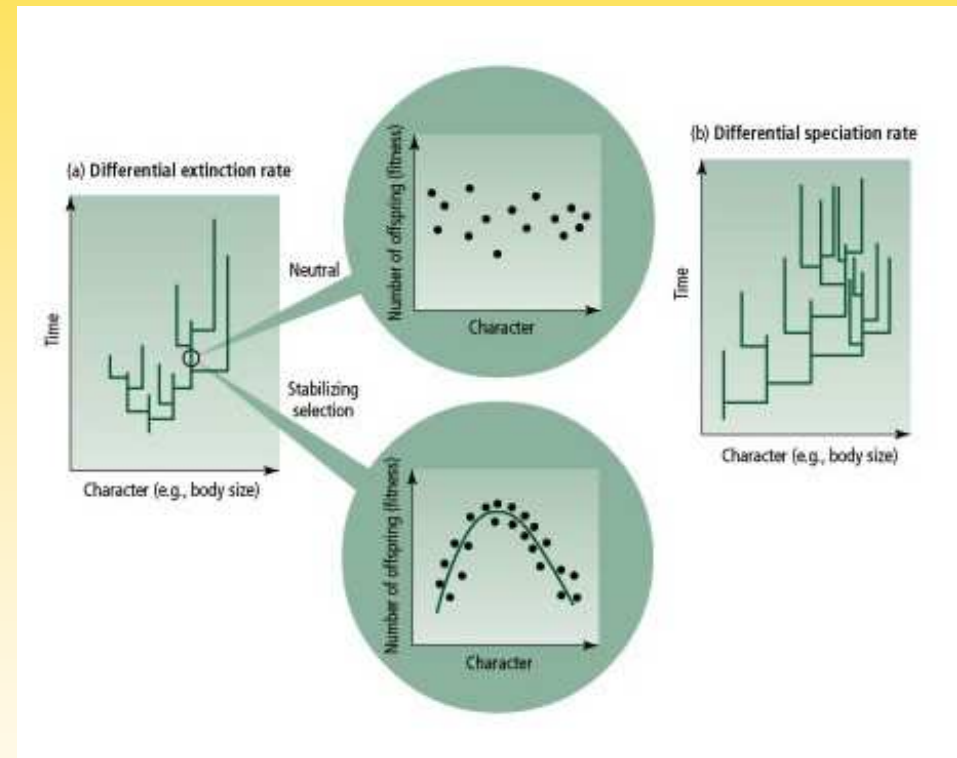 (a) Differential extinction rate
Time
Character (e.g., body size)
Neutral
Stabilizing
selection
Number of offspring (fitness)
Character
Number of offspring (fitness)
Character
(b) Differential speciation rate
Time
Character (e.g., body size)